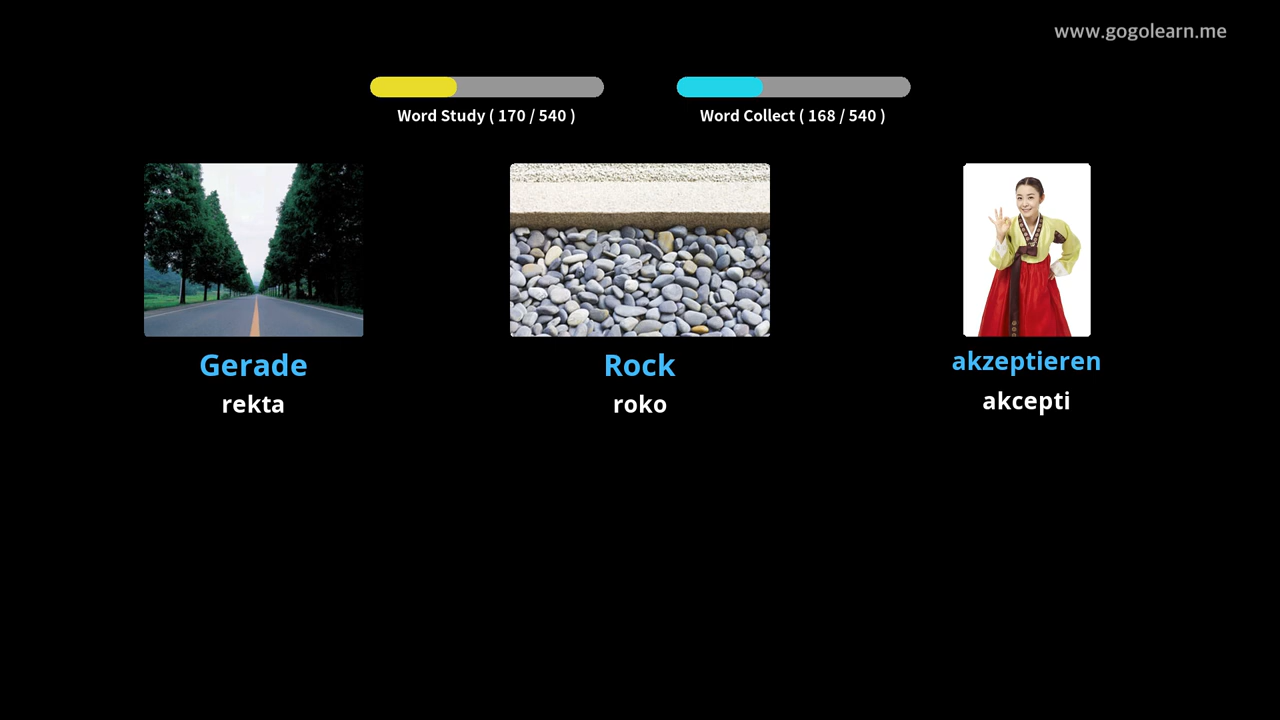 www.gogolearn.me
Word Study ( 170 / 540 )
Word Collect ( 168 / 540 )
Gerade
rekta
Rock
roko
akzeptieren
akcepti